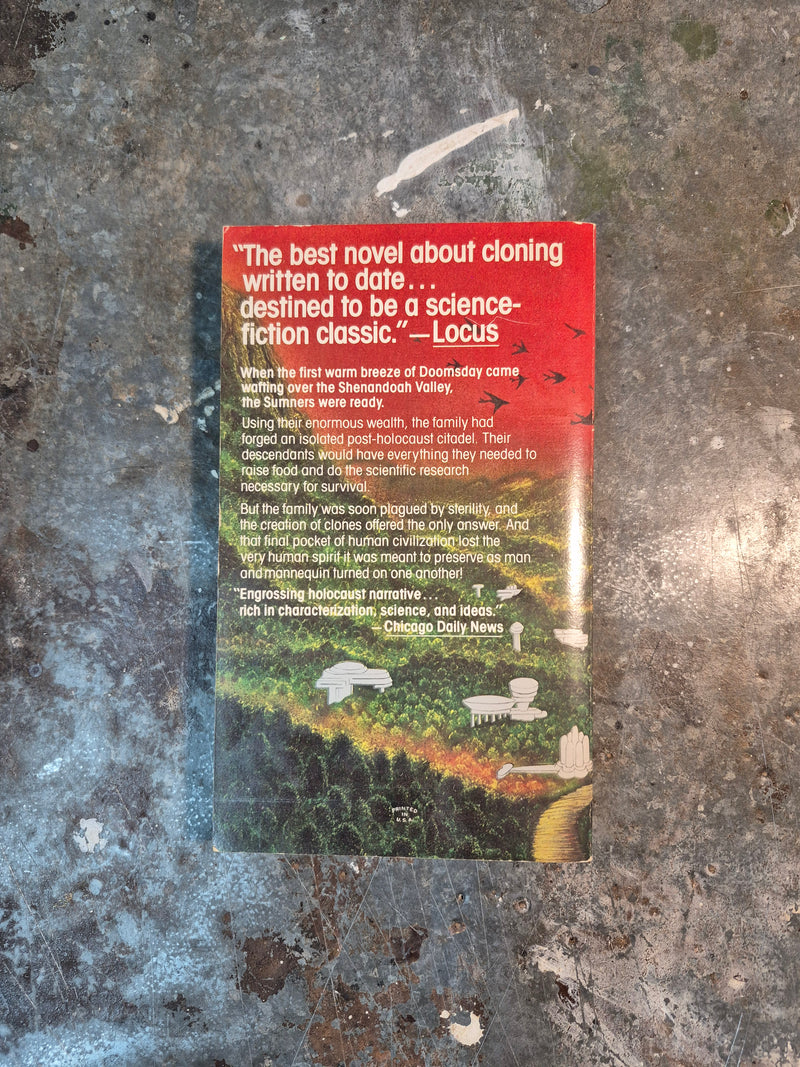 "The best novel about cloning
written to date...
destined to be a science-
fiction classic."—Locus
When the first warm breeze of Doomsday came
wafting over the Shenandoah Valley,
the Sumners were ready.
Using their enormous wealth, the family had
forged an isolated post-holocaust citadel. Their
descendants would have everything they needed to
raise food and do the scientific research
necessary for survival.
But the family was soon plagued by sterility, and
the creation of clones offered the only answer. And
that final pocket of human civilization lost the
very human spirit it was meant to preserve as man
and mannequin turned on one another!
"Engrossing holocaust narrative...
rich in characterization, science, and ideas."
—Chicago Daily News
PRINTED
IN
U.S.A.